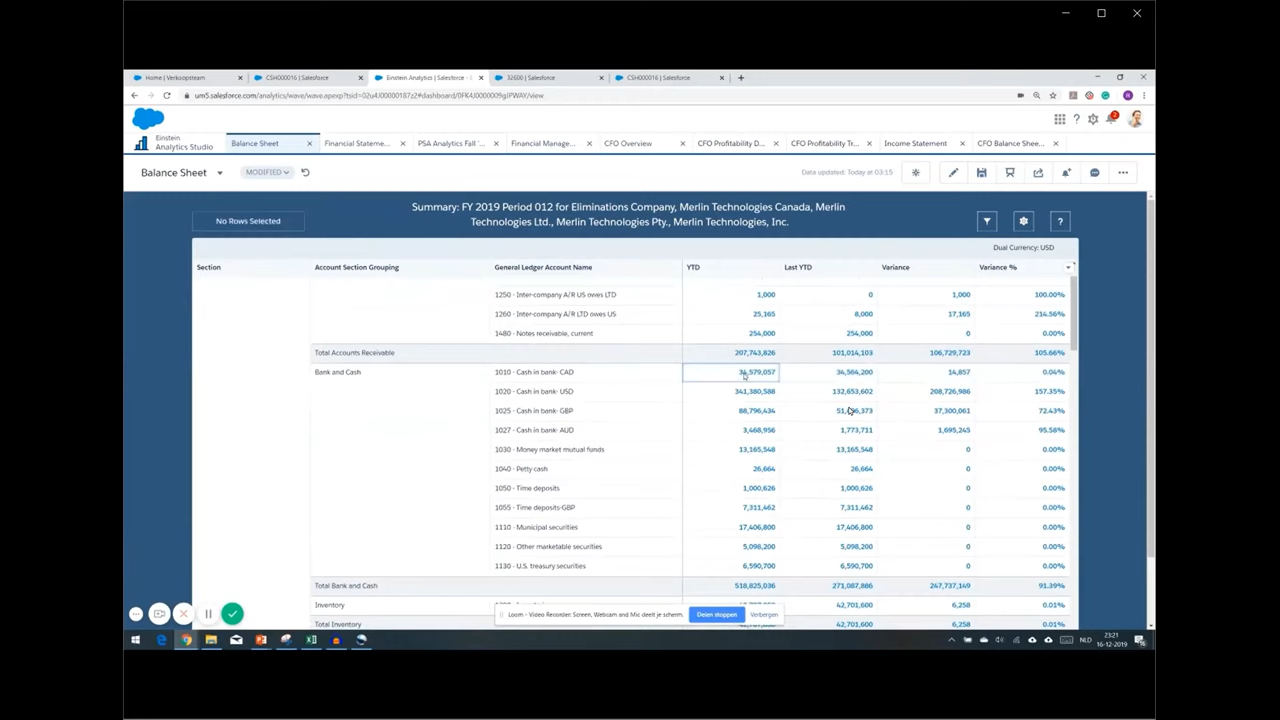 Home | Verkoopsteam
CSH000016 | Salesforce
Einstein Analytics | Salesforce -
32600 | Salesforce
CSH000016 | Salesforce
Einstein
Analytics Studio
Balance Sheet
Financial Stateme...
PSA Analytics Fall '...
Financial Manage...
CFO Overview
CFO Profitability D...
CFO Profitability Tr...
Income Statement
CFO Balance Shee...
Balance Sheet
MODIFIED
Data updated: Today at 03:15
No Rows Selected
Summary: FY 2019 Period 012 for Eliminations Company, Merlin Technologies Canada, Merlin
Technologies Ltd., Merlin Technologies Pty., Merlin Technologies, Inc.
?
Dual Currency: USD
Section Account Section Grouping General Ledger Account Name YTD Last YTD Variance Variance %
1250 - Inter-company A/R US owes LTD 1,000 0 1,000 100.00%
1260 - Inter-company A/R LTD owes US 25,165 8,000 17,165 214.56%
1480 - Notes receivable, current 254,000 254,000 0 0.00%
Total Accounts Receivable 207,743,826 101,014,103 106,729,723 105.66%
Bank and Cash 1010 - Cash in bank- CAD 34,564,200 14,857 0.04%
1020 - Cash in bank- USD 341,380,588 132,653,602 208,726,986 157.35%
1025 - Cash in bank- GBP 88,796,434 37,300,061 72.43%
1027 - Cash in bank- AUD 3,468,956 1,773,711 1,695,245 95.58%
1030 - Money market mutual funds 13,165,548 13,165,548 0 0.00%
1040 - Petty cash 26,664 26,664 0 0.00%
1050 - Time deposits 1,000,626 1,000,626 0 0.00%
1055 - Time deposits-GBP 7,311,462 7,311,462 0 0.00%
1110 - Municipal securities 17,406,800 17,406,800 0 0.00%
1120 - Other marketable securities 5,098,200 5,098,200 0 0.00%
1130 - U.S. treasury securities 6,590,700 6,590,700 0 0.00%
Total Bank and Cash 518,825,036 271,087,886 247,737,149 91.39%
Inventory 42,701,600 6,258 0.01%
Total Inventory 42,701,600 6,258 0.01%
Loom - Video Recorder: Screen, Webcam and Mic deelt je scherm.
Delen stoppen
Verbergen
NLD
23:21
16-12-2019